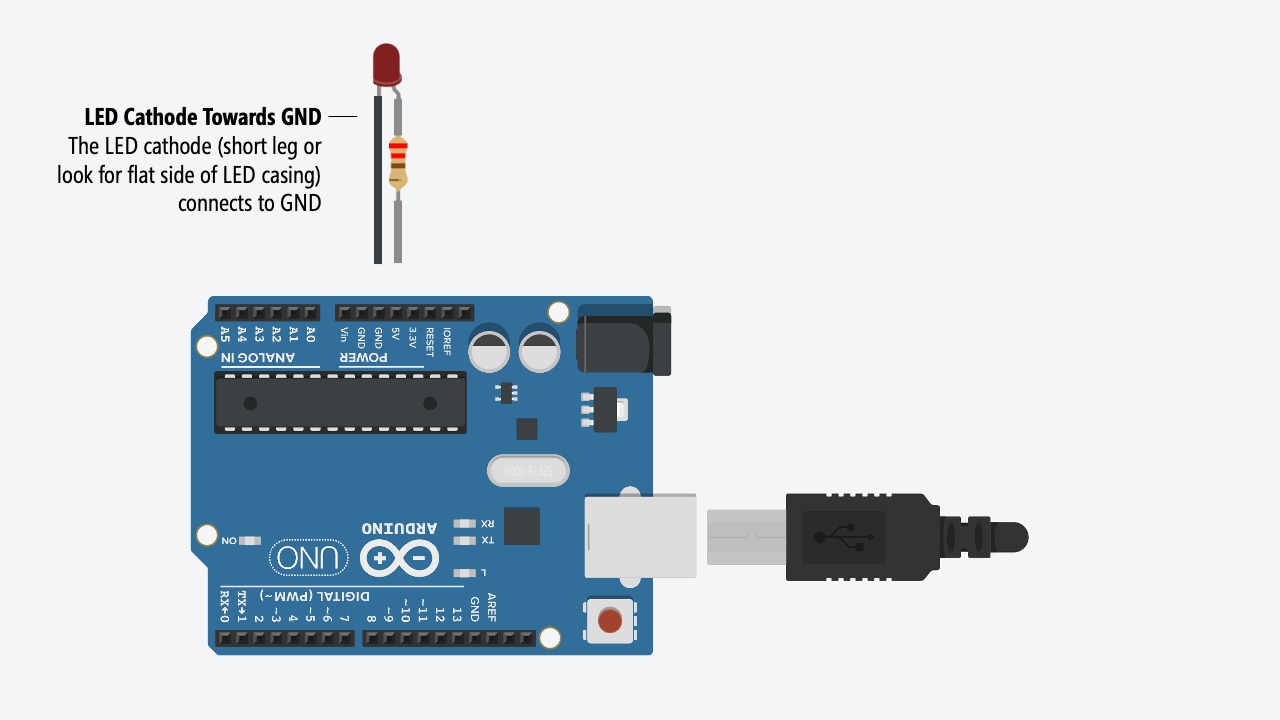 LED Cathode Towards GND
The LED cathode (short leg or
look for flat side of LED casing)
connects to GND
A5
A4
A3
A2
A1
A0
Vin
GND
GND
5V
3.3V
RESET
IOREF
ANALOG IN
POWER
SPK16.000G
ARDUINO
UNO
ON
RX
TX
L
DIGITAL (PWM ~)
RX←0
TX→1
2
~3
4
~5
~6
7
8
~9
~10
~11
12
13
GND
AREF